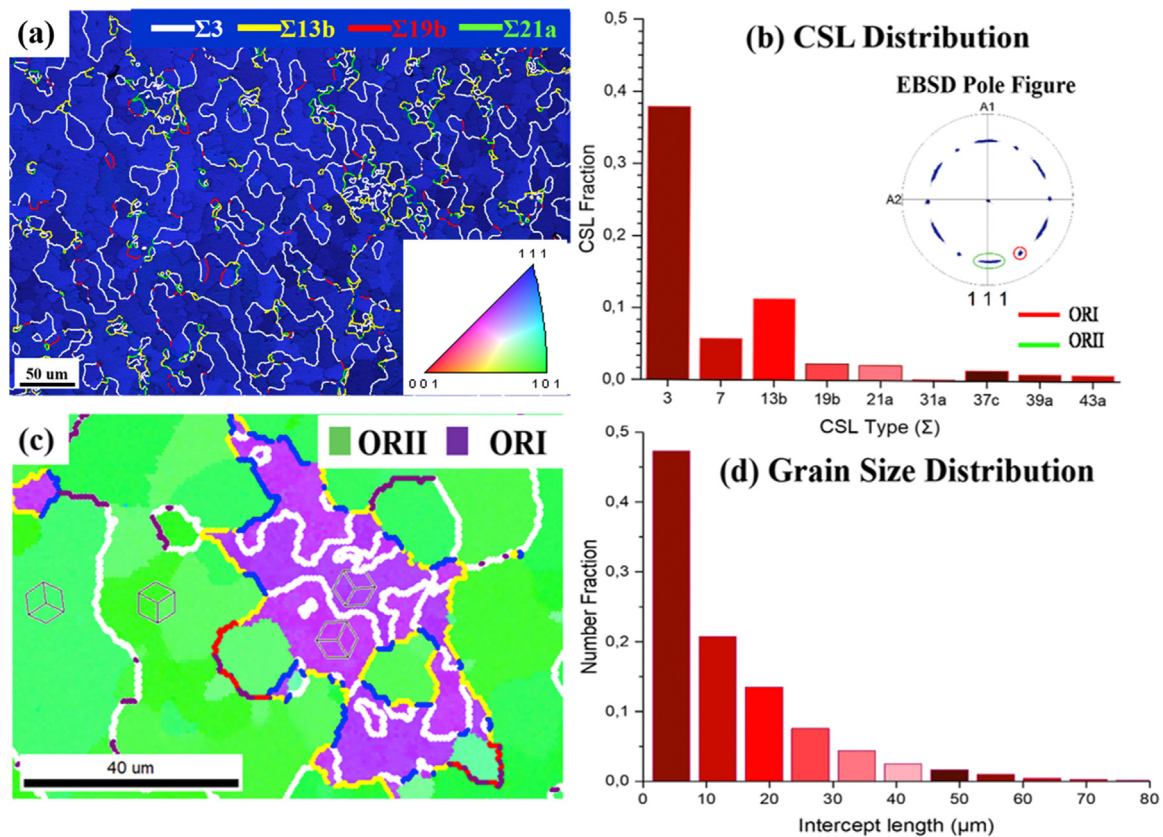 (a)
Σ3 Σ13b Σ19b Σ21a
50 um
1 1 1
0 0 1
1 0 1
(b) CSL Distribution
EBSD Pole Figure
A1
A2
1 1 1
ORI
ORII
CSL Fraction
0,5
0,4
0,3
0,2
0,1
0,0
3 7 13b 19b 21a 31a 37c 39a 43a
CSL Type (Σ)
(c)
ORII ORI
40 um
(d) Grain Size Distribution
Number Fraction
0,5
0,4
0,3
0,2
0,1
0,0
0 10 20 30 40 50 60 70 80
Intercept length (μm)